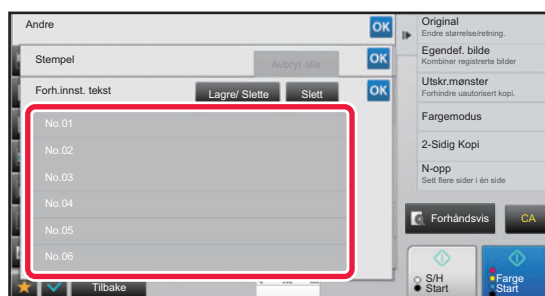 Andre
OK
Stempel
Avbryt alle
OK
Forh.innst. tekst
Lagre/ Slette
Slett
OK
No.01
No.02
No.03
No.04
No.05
No.06
Tilbake
Original
Endre størrelse/retning.
Egendef. bilde
Kombiner registrerte bilder
Utskr.mønster
Forhindre uautorisert kopi.
Fargemodus
2-Sidig Kopi
N-opp
Sett flere sider i én side
Forhåndsvis
CA
S/H
Start
Farge
Start